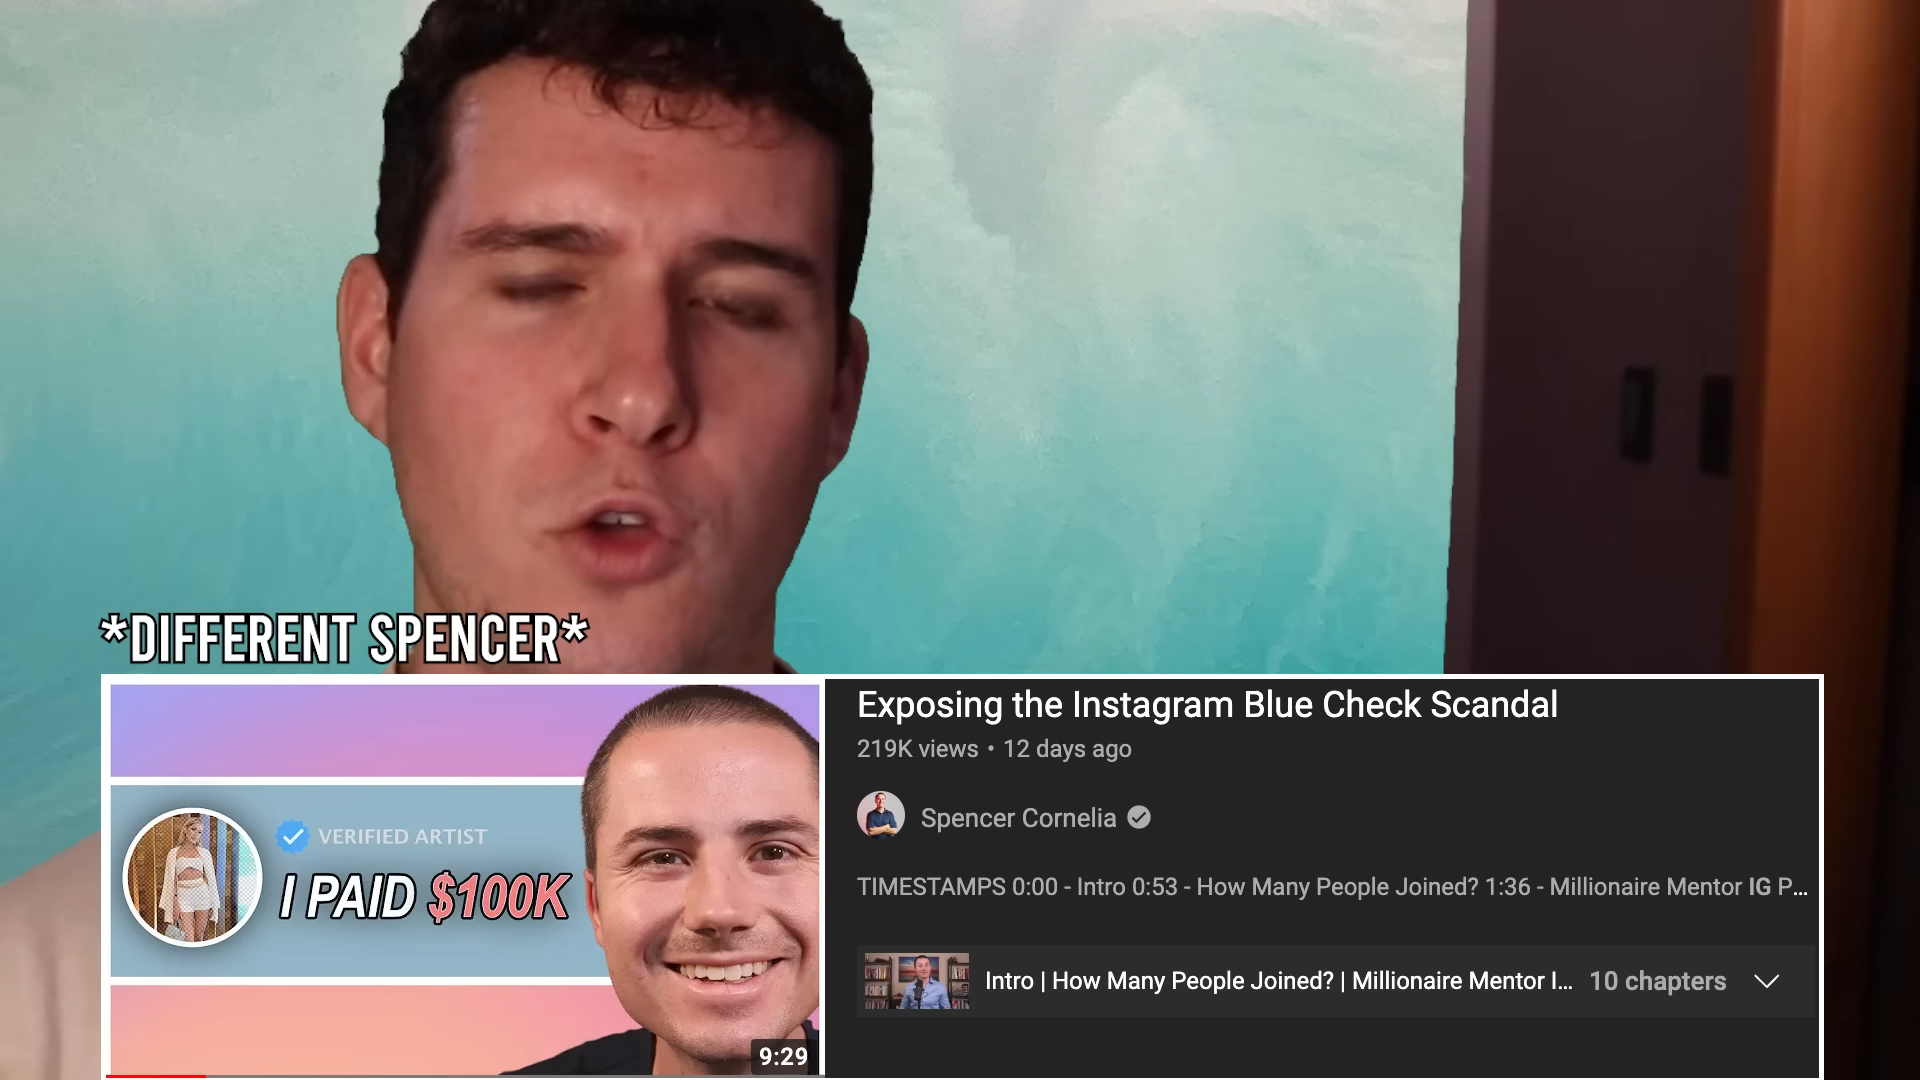 *DIFFERENT SPENCER*
VERIFIED ARTIST
I PAID $100K
9:29
Exposing the Instagram Blue Check Scandal
219K views • 12 days ago
Spencer Cornelia
TIMESTAMPS 0:00 - Intro 0:53 - How Many People Joined? 1:36 - Millionaire Mentor IG P...
Intro | How Many People Joined? | Millionaire Mentor I... 10 chapters